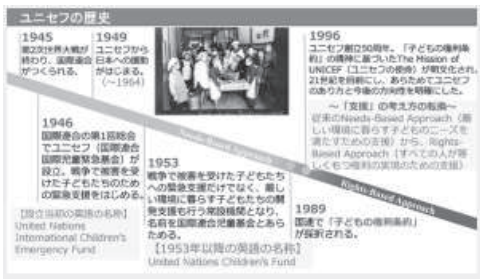 ユニセフの歴史
1945
第2次世界大戦が
終わり、国際連合
がつくられる。
1949
ユニセフから
日本への援助
がはじまる。
(〜1964)
1996
ユニセフ創立50周年。「子どもの権利条
約」の精神に基づいたThe Mission of
UNICEF(ユニセフの使命)が明文化され、
21世紀を目前にし、あらためてユニセフ
のあり方と今後の方向性を明確にした。
〜「支援」の考え方の転換〜
従来のNeeds-Based Approach(厳
しい環境に暮らす子どものニーズを
満たすための支援)から、Rights-
Based Approach(すべての人が等
しくもつ権利の実現のための支援)
1946
国際連合の第1回総会
でユニセフ(国際連合
国際児童緊急基金)が
設立。戦争で被害を受
けた子どもたちのため
の緊急支援をはじめる。
【設立当初の英語の名称】
United Nations
International Children's
Emergency Fund
Needs-Based Approach
1953
戦争で被害を受けた子どもたち
への緊急支援だけでなく、厳し
い環境に暮らす子どもたちの開
発支援も行う常設機関となり、
名前を国際連合児童基金とあら
ためる。
【1953年以降の英語の名称】
United Nations Children's Fund
Rights-Based Approach
1989
国連で「子どもの権利条約」
が採択される。